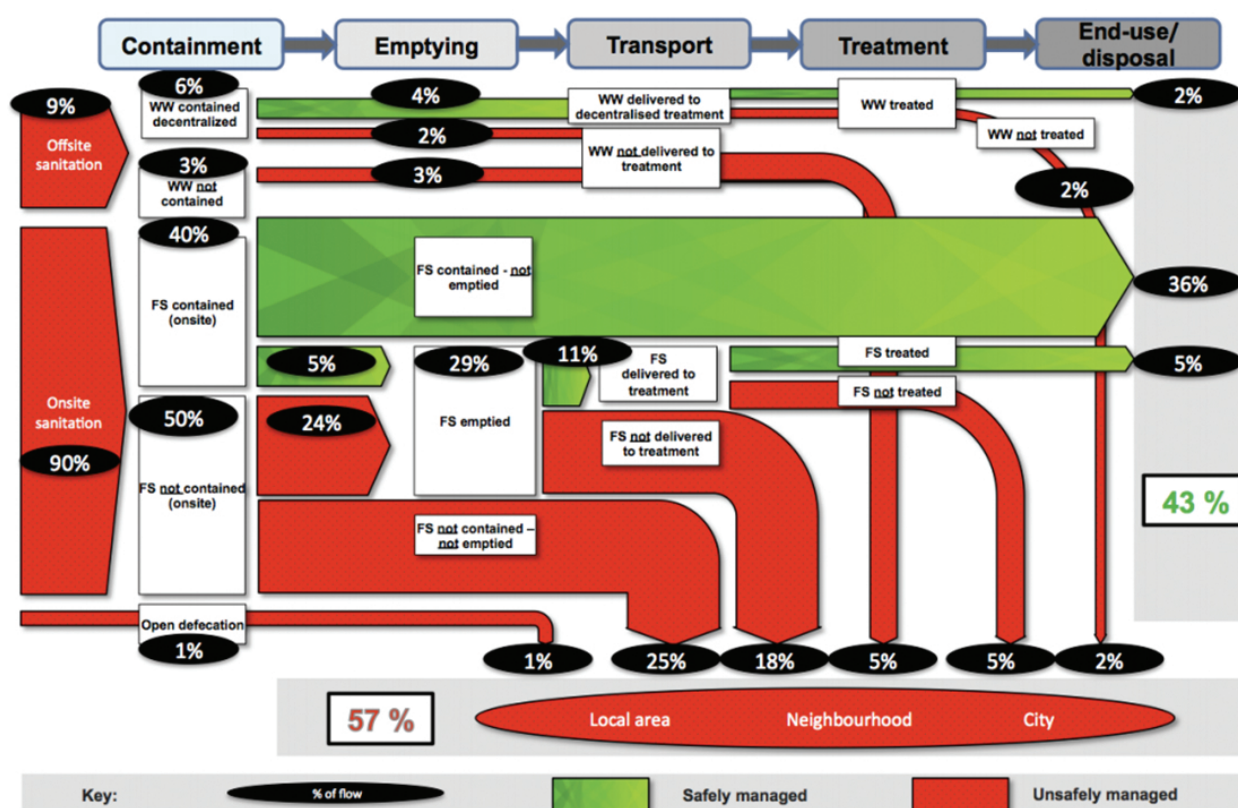 Containment
Emptying
Transport
Treatment
End-use/
disposal
9%
Offsite
sanitation
6%
WW contained
decentralized
4%
WW delivered to
decentralised treatment
WW treated
2%
2%
WW not delivered to
treatment
WW not treated
3%
WW not
contained
3%
2%
40%
FS contained
(onsite)
FS contained - not
emptied
36%
5%
29%
FS emptied
11%
FS
delivered to
treatment
FS treated
5%
FS not treated
Onsite
sanitation
90%
50%
FS not contained
(onsite)
24%
FS not delivered
to treatment
43 %
FS not contained –
not emptied
Open defecation
1%
1%
25%
18%
5%
5%
2%
57 %
Local area
Neighbourhood
City
Key:
% of flow
Safely managed
Unsafely managed